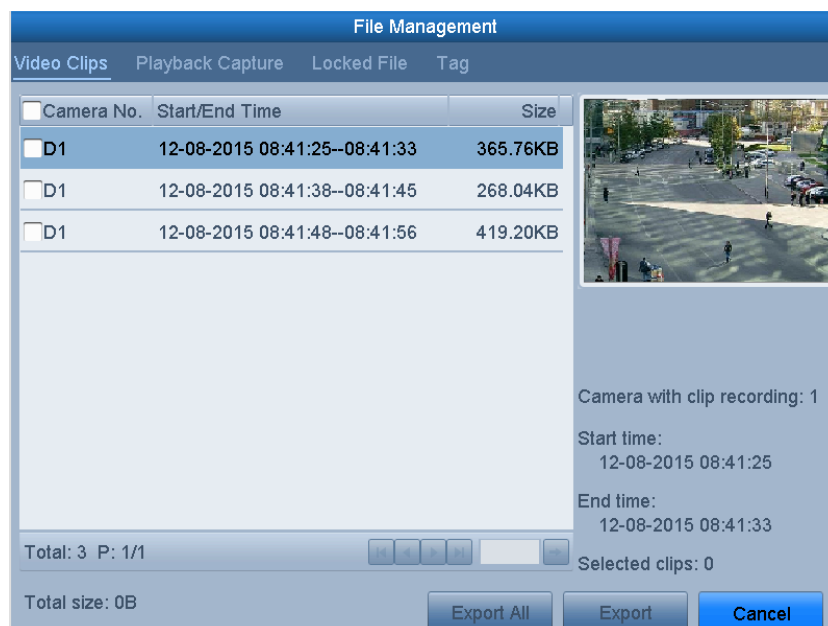 File Management
Video Clips Playback Capture Locked File Tag
Camera No. Start/End Time Size
D1 12-08-2015 08:41:25--08:41:33 365.76KB
D1 12-08-2015 08:41:38--08:41:45 268.04KB
D1 12-08-2015 08:41:48--08:41:56 419.20KB
Total: 3 P: 1/1
Total size: 0B
Camera with clip recording: 1
Start time:
12-08-2015 08:41:25
End time:
12-08-2015 08:41:33
Selected clips: 0
Export All Export Cancel